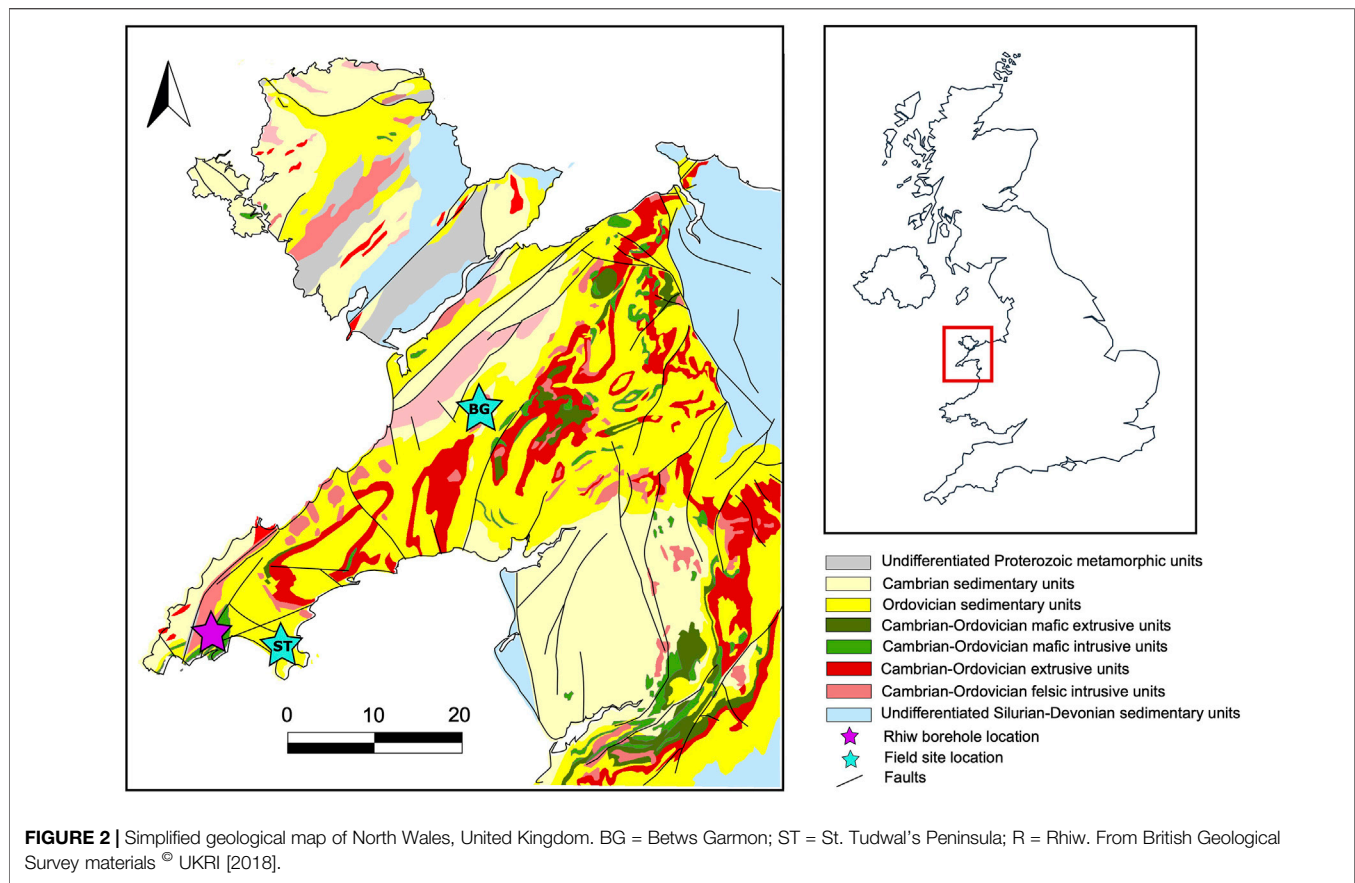 BG
ST
0 10 20
Undifferentiated Proterozoic metamorphic units
Cambrian sedimentary units
Ordovician sedimentary units
Cambrian-Ordovician mafic extrusive units
Cambrian-Ordovician mafic intrusive units
Cambrian-Ordovician extrusive units
Cambrian-Ordovician felsic intrusive units
Undifferentiated Silurian-Devonian sedimentary units
Rhiw borehole location
Field site location
Faults
FIGURE 2 | Simplified geological map of North Wales, United Kingdom. BG = Betws Garmon; ST = St. Tudwal's Peninsula; R = Rhiw. From British Geological
Survey materials © UKRI [2018].